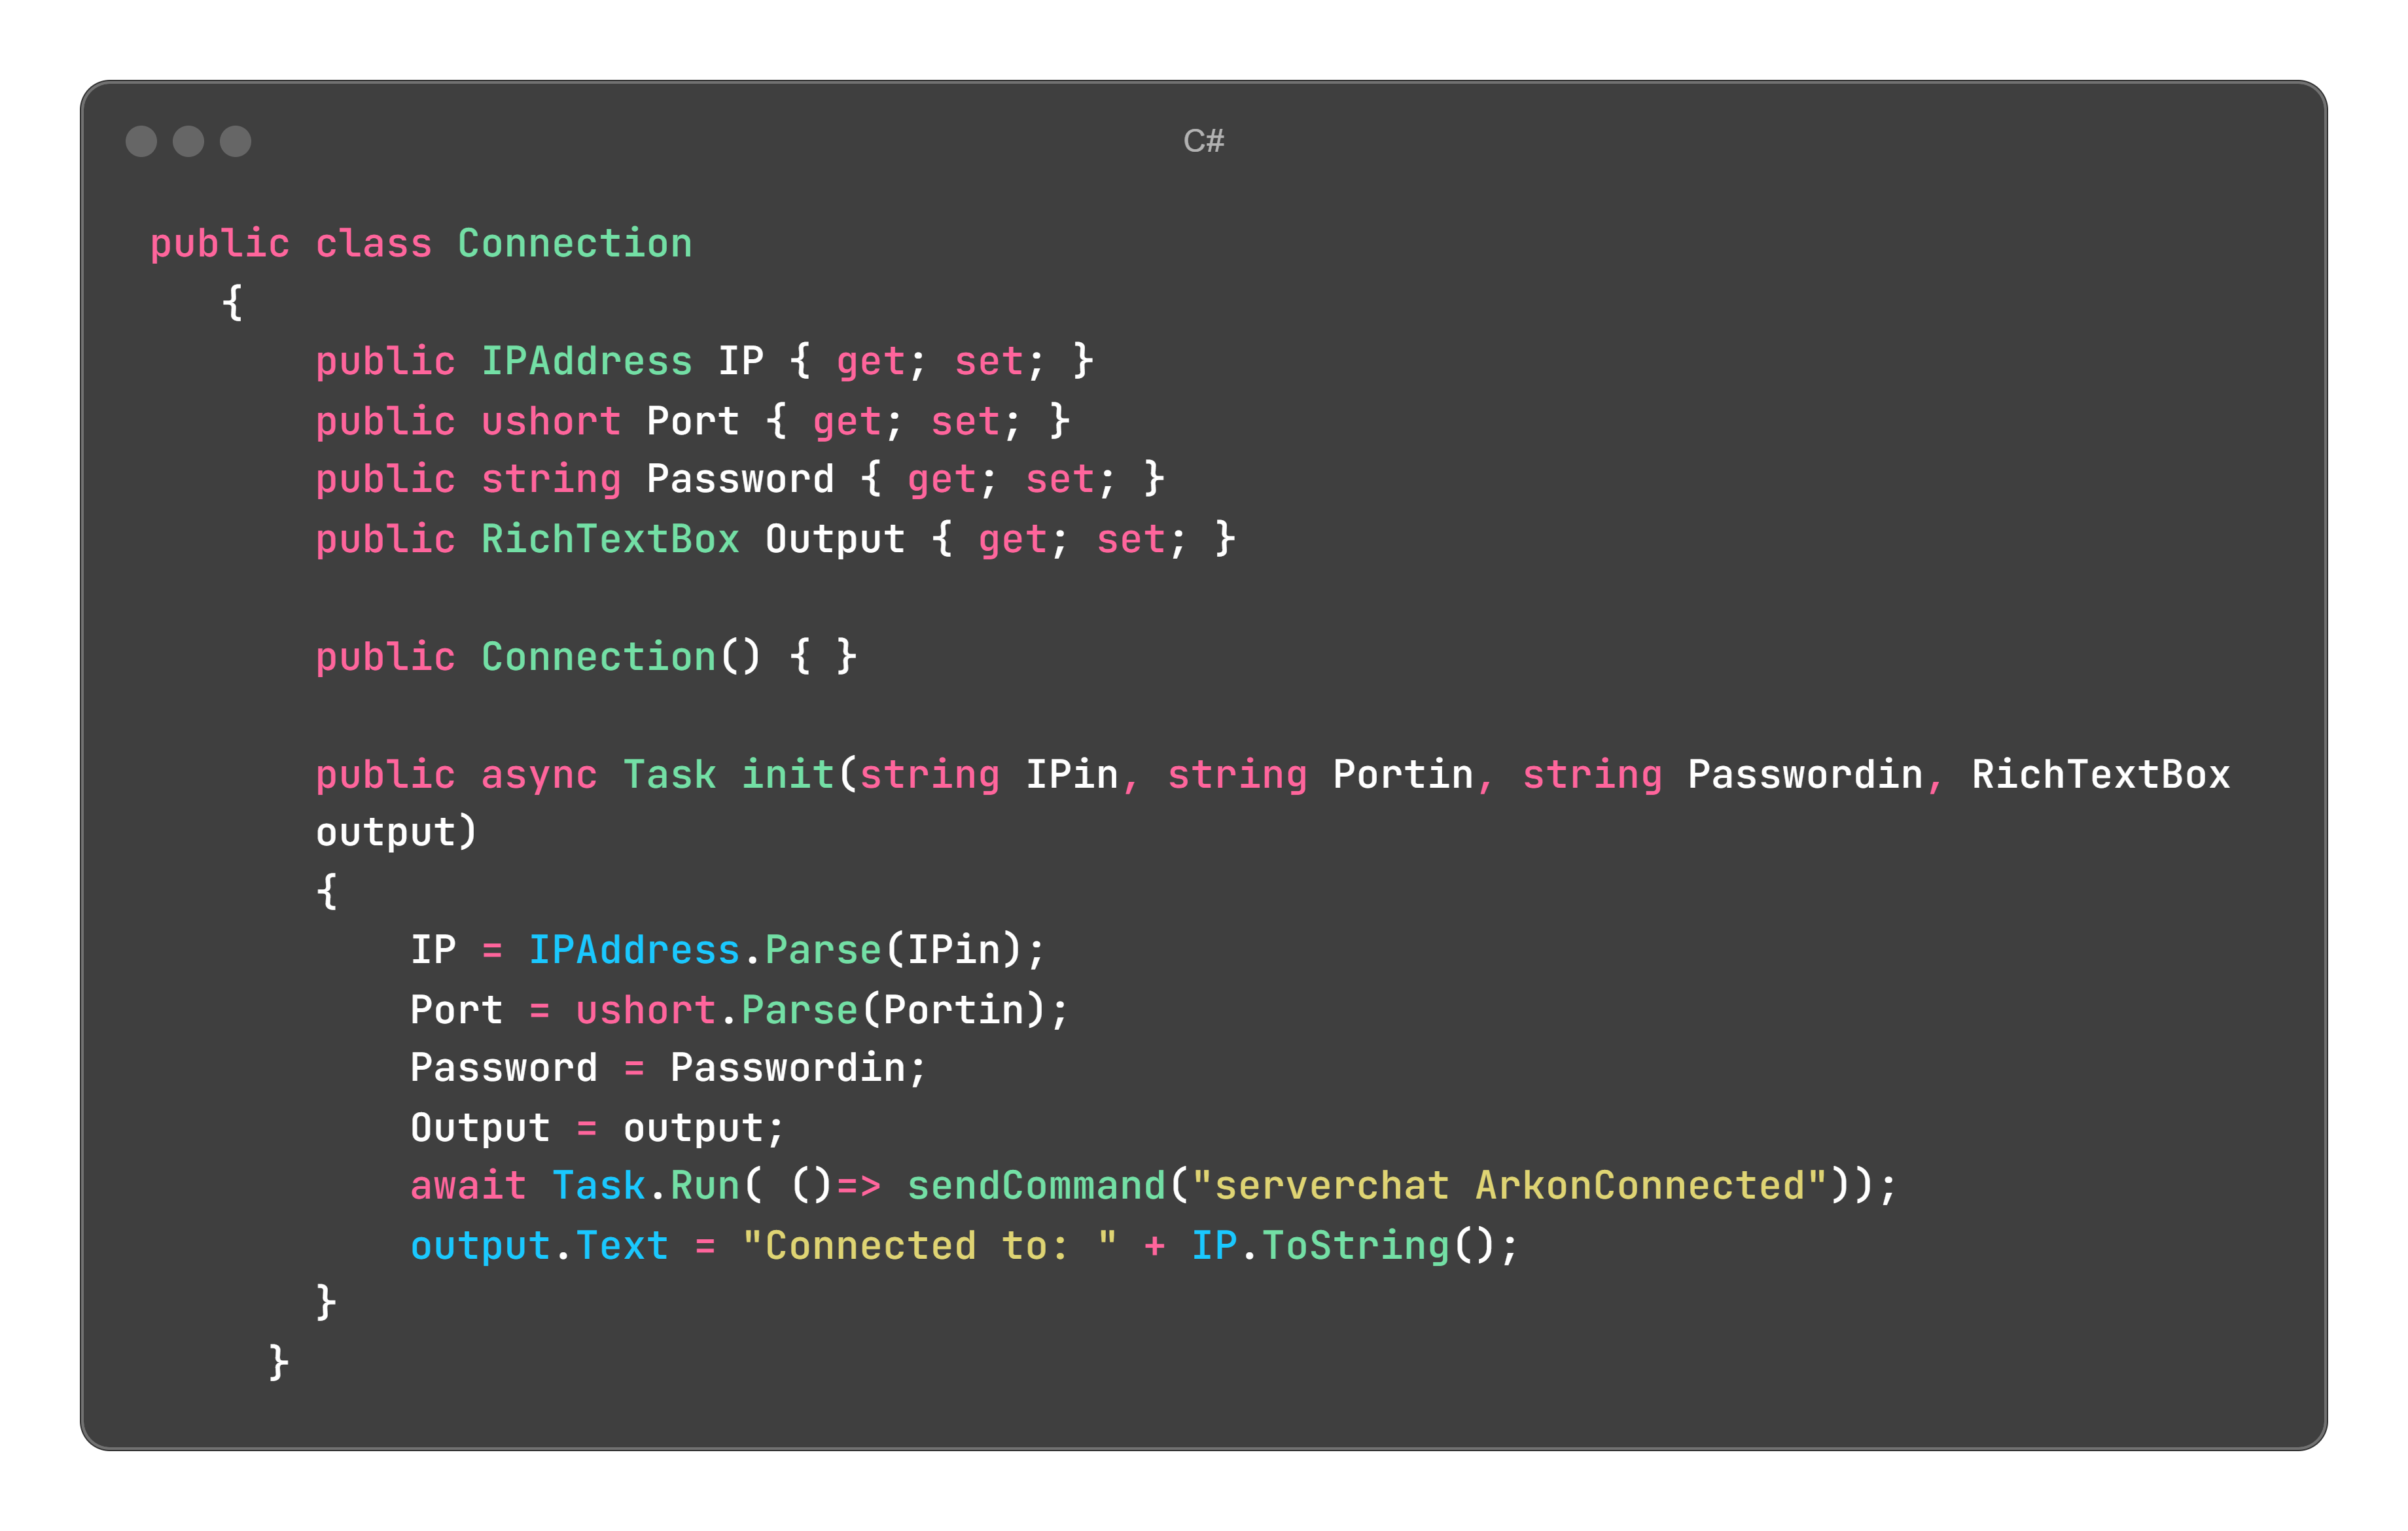 C#
public class Connection
{
public IPAddress IP { get; set; }
public ushort Port { get; set; }
public string Password { get; set; }
public RichTextBox Output { get; set; }
public Connection() { }
public async Task init(string IPin, string Portin, string Passwordin, RichTextBox
output)
{
IP = IPAddress.Parse(IPin);
Port = ushort.Parse(Portin);
Password = Passwordin;
Output = output;
await Task.Run( ()=> sendCommand("serverchat ArkonConnected"));
output.Text = "Connected to: " + IP.ToString();
}
}